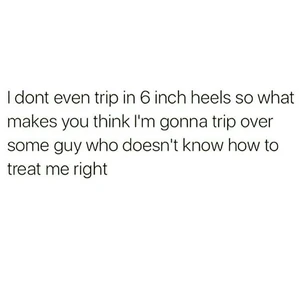 I dont even trip in 6 inch heels so what
makes you think I'm gonna trip over
some guy who doesn't know how to
treat me right